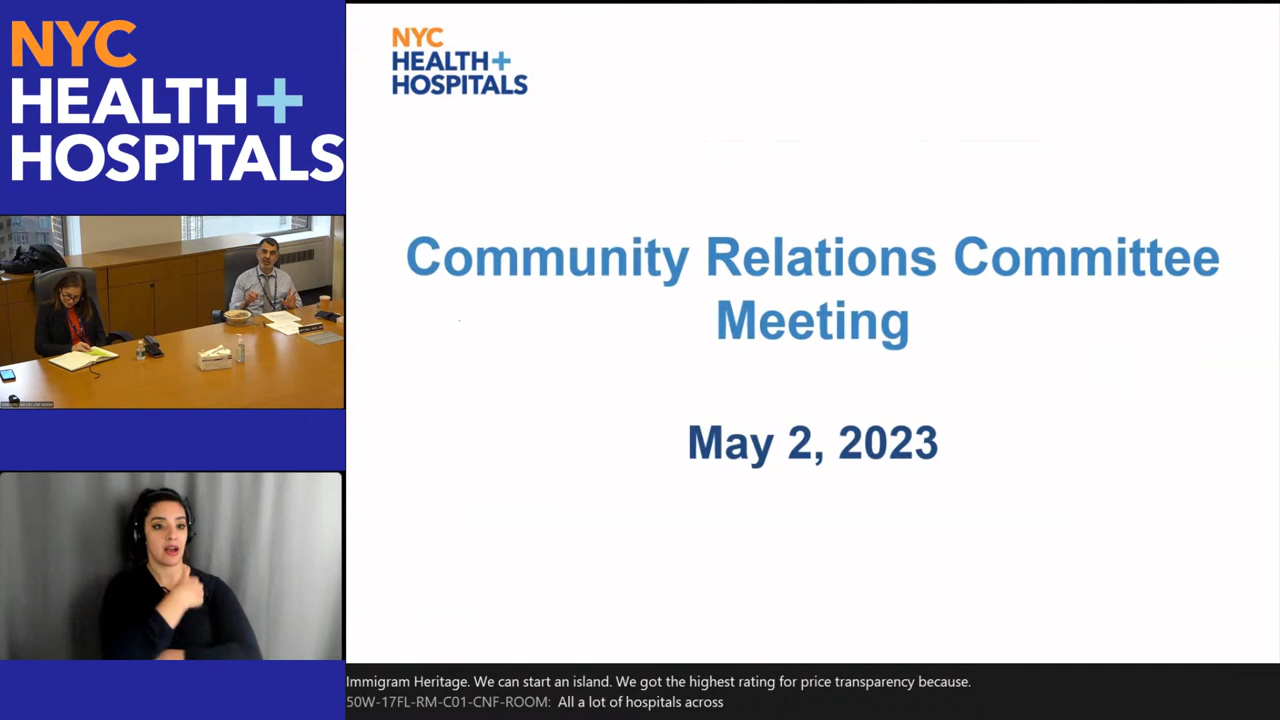 NYC
HEALTH+
HOSPITALS
NYC
HEALTH+
HOSPITALS
Community Relations Committee
Meeting
May 2, 2023
Immigram Heritage. We can start an island. We got the highest rating for price transparency because.
50W-17FL-RM-C01-CNF-ROOM: All a lot of hospitals across